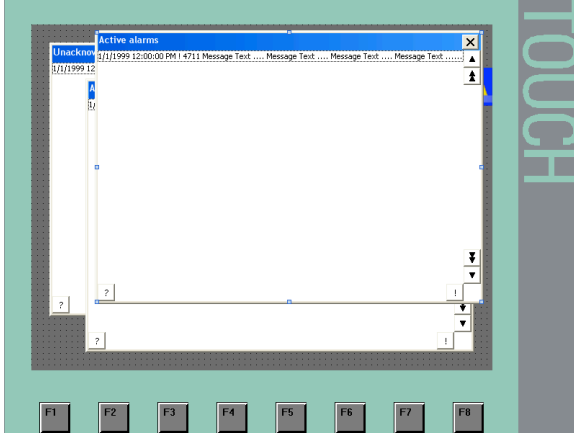 Active alarms
Unacknow
1/1/1999 12:00:00 PM ! 4711 Message Text .... Message Text .... Message Text .... Message Text ......
1/1/1999 12
A
1/
?
!
?
?
!
TOUCH
F1
F2
F3
F4
F5
F6
F7
F8